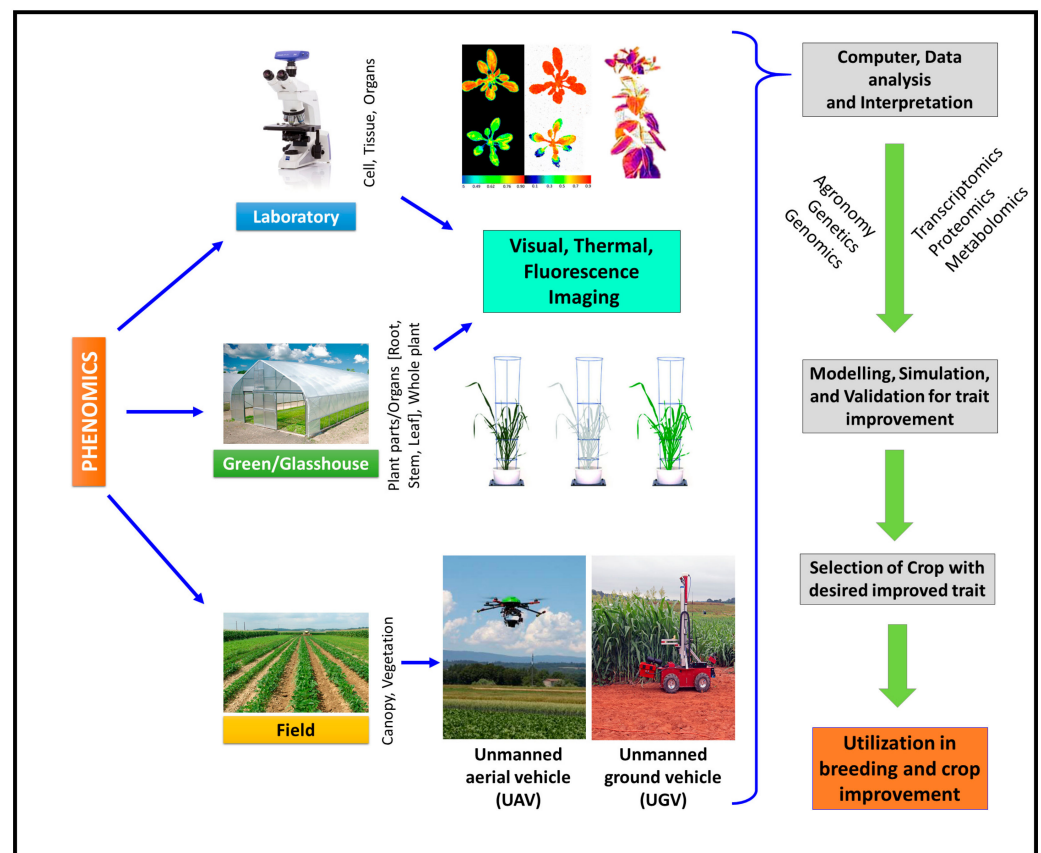 PHENOMICS
Laboratory
Cell, Tissue, Organs
Visual, Thermal,
Fluorescence
Imaging
Green/Glasshouse
Plant parts/Organs [Root,
Stem, Leaf], Whole plant
Field
Canopy, Vegetation
Unmanned
aerial vehicle
(UAV)
Unmanned
ground vehicle
(UGV)
Computer, Data
analysis
and Interpretation
Agronomy
Genetics
Genomics
Transcriptomics
Proteomics
Metabolomics
Modelling, Simulation,
and Validation for trait
improvement
Selection of Crop with
desired improved trait
Utilization in
breeding and crop
improvement